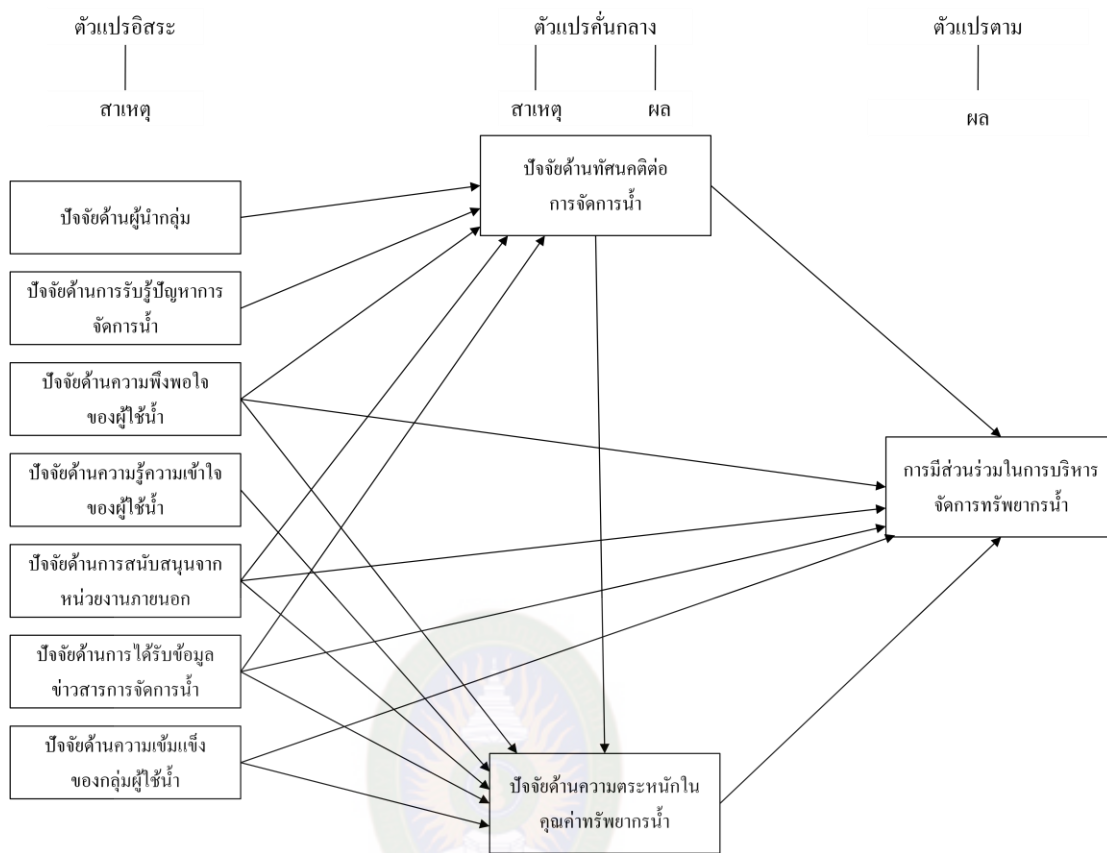 ตัวแปรอิสระ
ตัวแปรคั่นกลาง
ตัวแปรตาม
สาเหตุ
สาเหตุ
ผล
ผล
ปัจจัยด้านผู้นำกลุ่ม
ปัจจัยด้านการรับรู้ปัญหาการ
จัดการน้ำ
ปัจจัยด้านความพึงพอใจ
ของผู้ใช้น้ำ
ปัจจัยด้านความรู้ความเข้าใจ
ของผู้ใช้น้ำ
ปัจจัยด้านการสนับสนุนจาก
หน่วยงานภายนอก
ปัจจัยด้านการได้รับข้อมูล
ข่าวสารการจัดการน้ำ
ปัจจัยด้านความเข้มแข็ง
ของกลุ่มผู้ใช้น้ำ
ปัจจัยด้านทัศนคติต่อ
การจัดการน้ำ
ปัจจัยด้านความตระหนักใน
คุณค่าทรัพยากรน้ำ
การมีส่วนร่วมในการบริหาร
จัดการทรัพยากรน้ำ